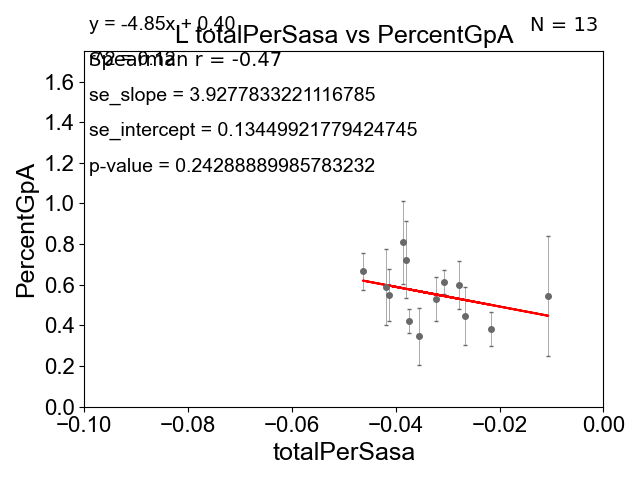 y = -4.85x + 0.40
N = 13
L totalPerSasa vs PercentGpA
Spearman r = -0.47
se_slope = 3.9277833221116785
se_intercept = 0.13449921779424745
p-value = 0.24288889985783232
PercentGpA
1.6
1.4
1.2
1.0
0.8
0.6
0.4
0.2
0.0
−0.10 −0.08 −0.06 −0.04 −0.02 0.00
totalPerSasa